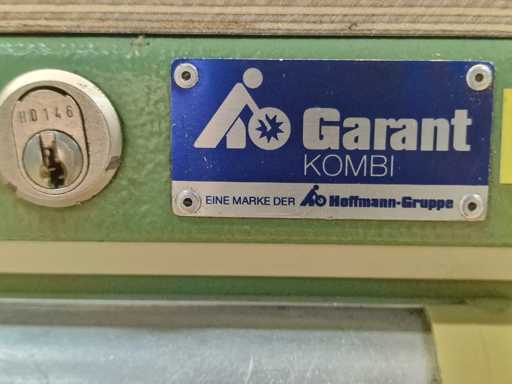 HD146
Garant
KOMBI
EINE MARKE DER Hoffmann-Gruppe